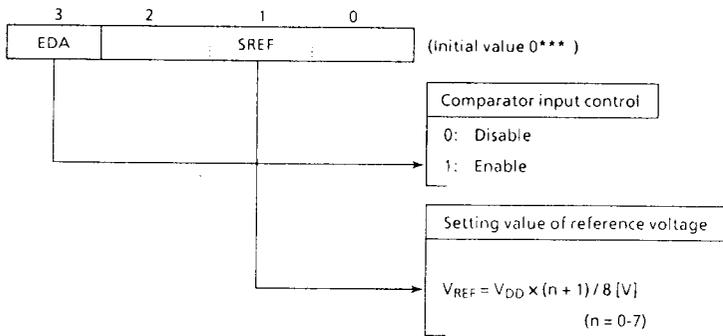 3 2 1 0
EDA SREF (Initial value 0***)
Comparator input control
0: Disable
1: Enable
Setting value of reference voltage
VREF = VDD × (n + 1) / 8 [V]
(n = 0-7)